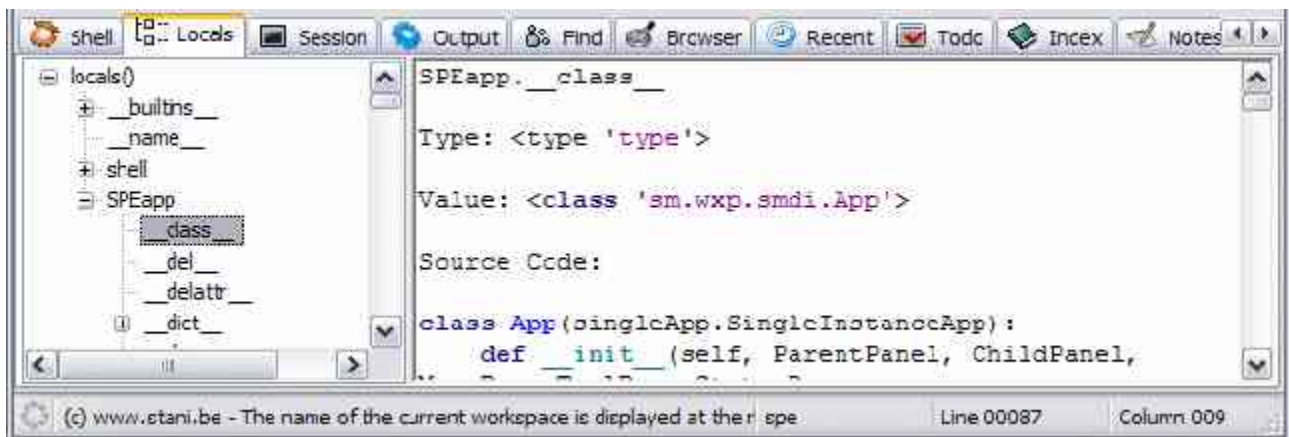 Shell Locals Session Output Find Browser Recent Todo Index Notes
locals()
__builtins__
__name__
shell
SPEapp
__class__
__del__
__delattr__
__dict__
SPEapp.__class__
Type: <type 'type'>
Value: <class 'sm.wxp.smdi.App'>
Source Code:
class App(singleApp.SingleInstanceApp):
def __init__(self, ParentPanel, ChildPanel,
(c) www.stani.be - The name of the current workspace is displayed at the r spe Line 00087 Column 009